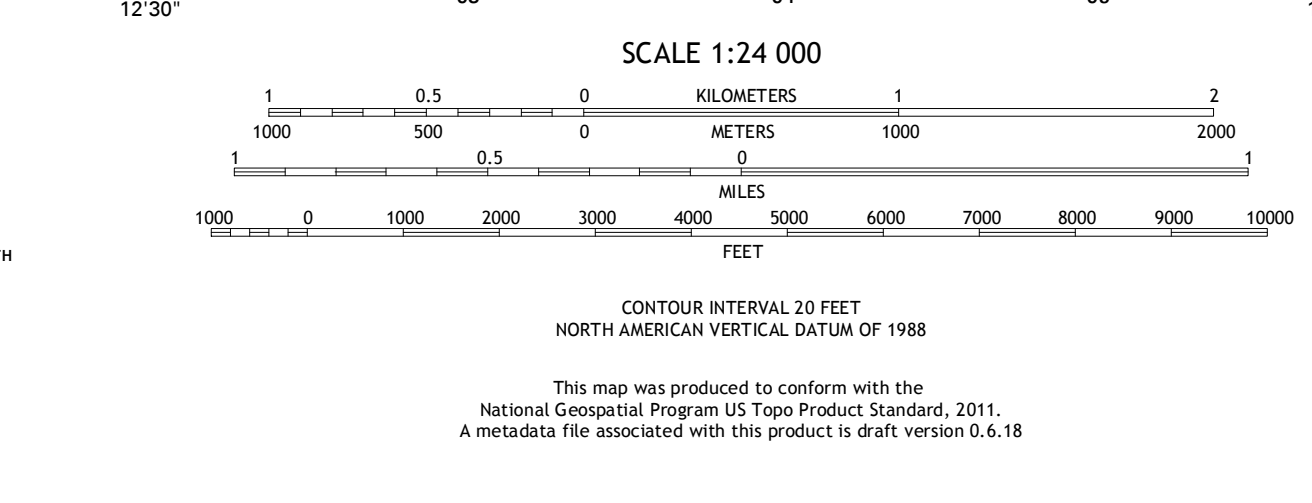 12'30"
SCALE 1:24 000
1 0.5 0 KILOMETERS 1 2
1000 500 0 METERS 1000 2000
1 0.5 0 1
MILES
1000 0 1000 2000 3000 4000 5000 6000 7000 8000 9000 10000
FEET
CONTOUR INTERVAL 20 FEET
NORTH AMERICAN VERTICAL DATUM OF 1988
This map was produced to conform with the
National Geospatial Program US Topo Product Standard, 2011.
A metadata file associated with this product is draft version 0.6.18